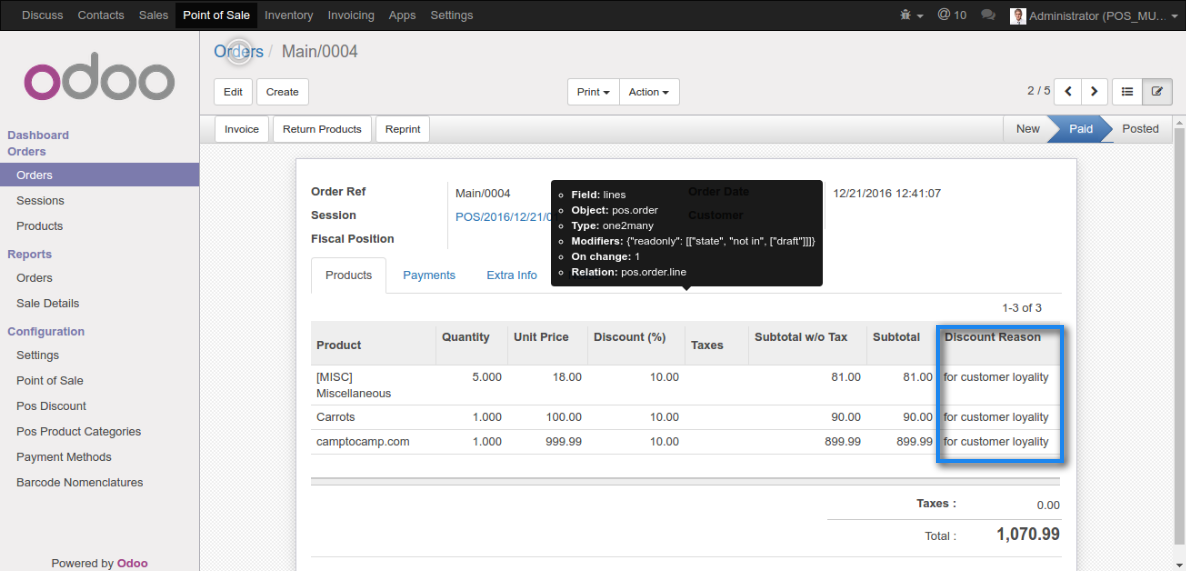 Discuss Contacts Sales Point of Sale Inventory Invoicing Apps Settings @ 10 Administrator (POS_MU...
odoo
Orders / Main/0004
Edit Create Print Action 2 / 5
Invoice Return Products Reprint New Paid Posted
Dashboard
Orders
Orders
Sessions
Products
Reports
Orders
Sale Details
Configuration
Settings
Point of Sale
Pos Discount
Pos Product Categories
Payment Methods
Barcode Nomenclatures
Powered by Odoo
Order Ref Main/0004 Order Date 12/21/2016 12:41:07
Session POS/2016/12/21/0 Customer
Fiscal Position
Field: lines
Object: pos.order
Type: one2many
Modifiers: {"readonly": [["state", "not in", ["draft"]]]}
On change: 1
Relation: pos.order.line
Products Payments Extra Info
1-3 of 3
Product Quantity Unit Price Discount (%) Taxes Subtotal w/o Tax Subtotal Discount Reason
[MISC] 5.000 18.00 10.00 81.00 81.00 for customer loyality
Miscellaneous
Carrots 1.000 100.00 10.00 90.00 90.00 for customer loyality
camptocamp.com 1.000 999.99 10.00 899.99 899.99 for customer loyality
Taxes : 0.00
Total : 1,070.99